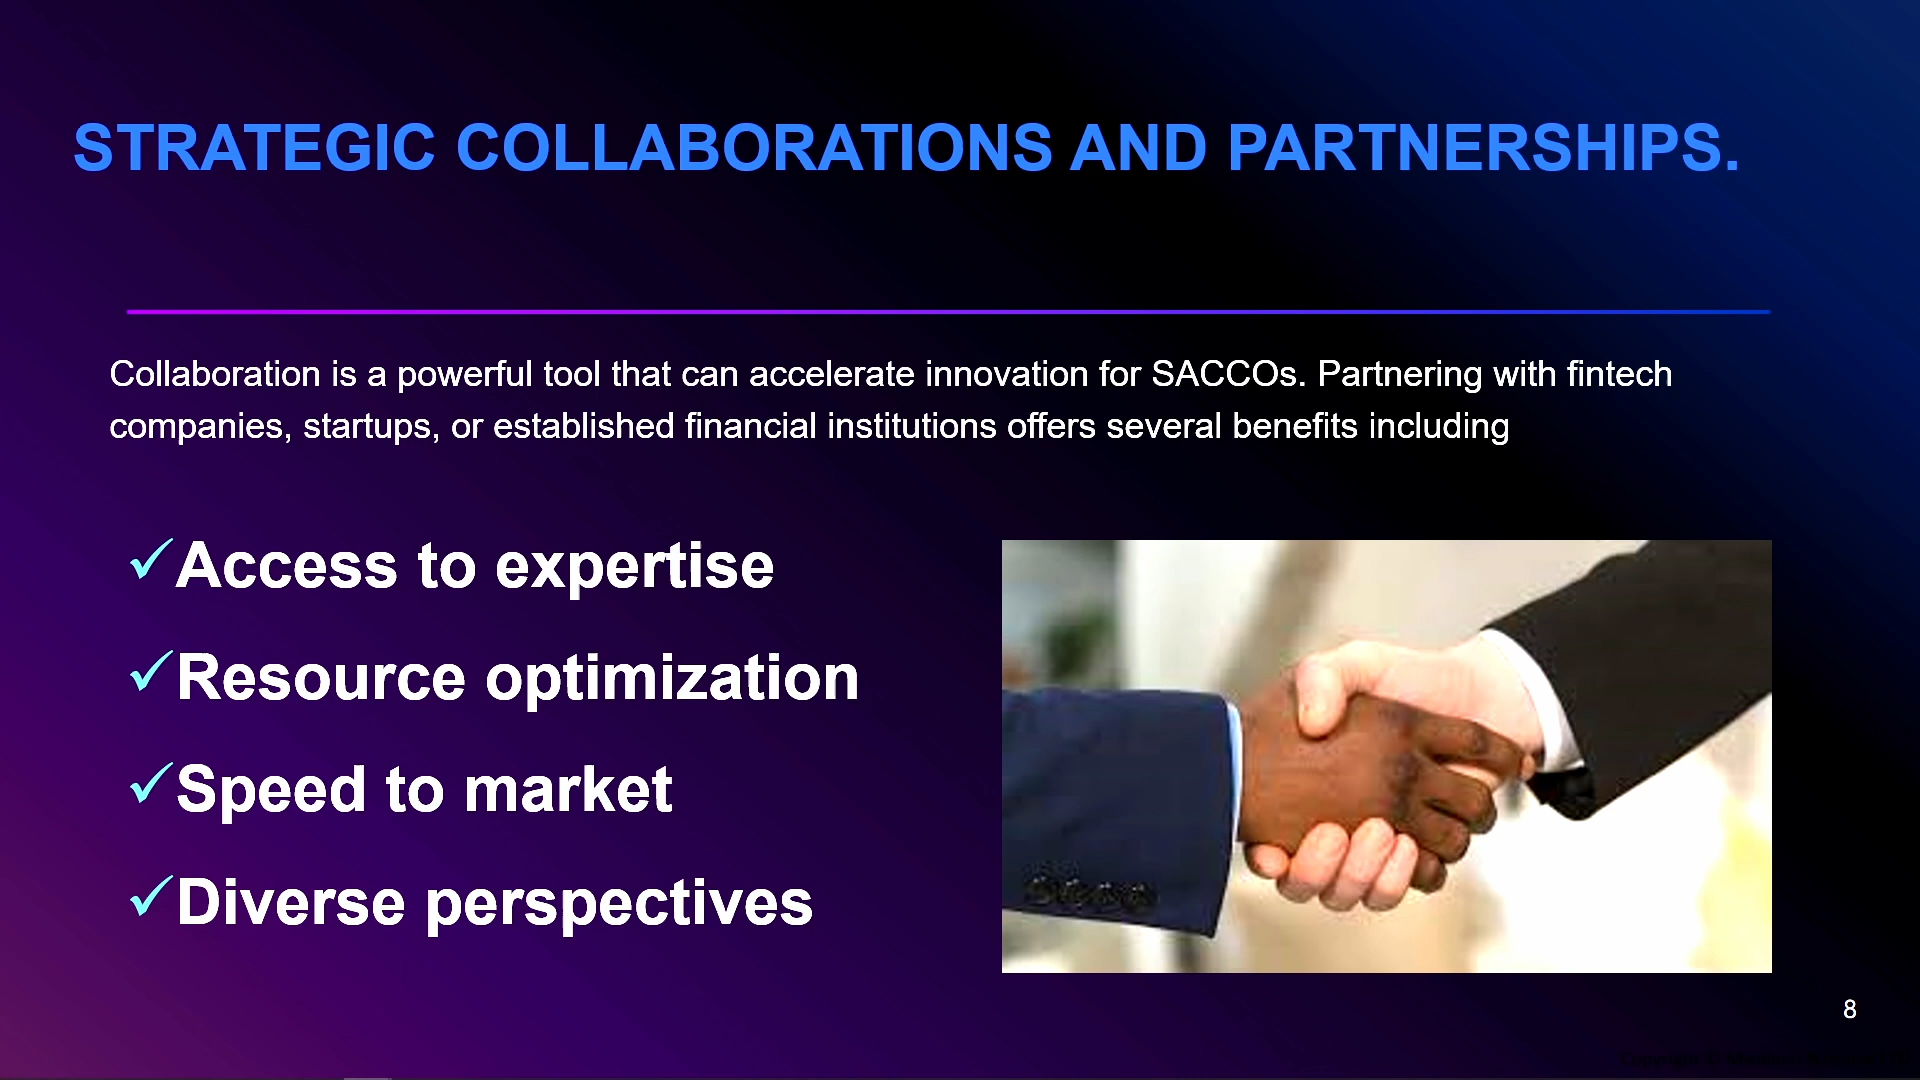 STRATEGIC COLLABORATIONS AND PARTNERSHIPS.
Collaboration is a powerful tool that can accelerate innovation for SACCOs. Partnering with fintech
companies, startups, or established financial institutions offers several benefits including
✓Access to expertise
✓Resource optimization
✓Speed to market
✓Diverse perspectives
8